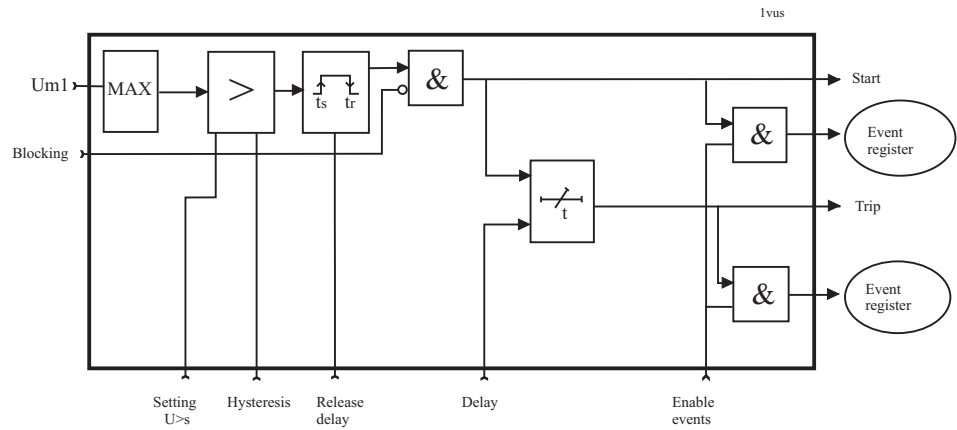 1vus
Um1
MAX
>
ts tr
&
Start
&
Event
register
Blocking
t
Trip
&
Event
register
Setting
U>s
Hysteresis
Release
delay
Delay
Enable
events